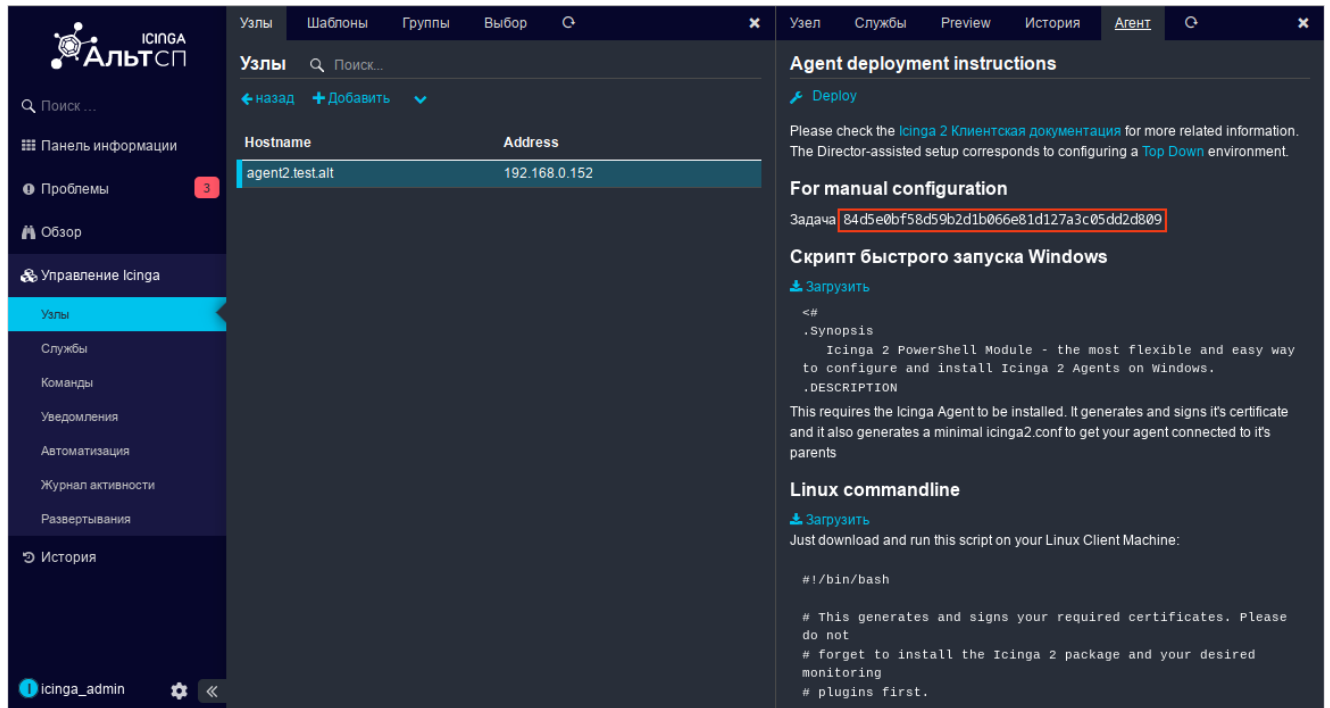 ICINGA
АЛЬТСП
Поиск ...
Панель информации
Проблемы 3
Обзор
Управление Icinga
Узлы
Службы
Команды
Уведомления
Автоматизация
Журнал активности
Развертывания
История
icinga_admin
Узлы Шаблоны Группы Выбор
Узлы Поиск...
назад Добавить
Hostname Address
agent2.test.alt 192.168.0.152
Узел Службы Preview История Агент
Agent deployment instructions
Deploy
Please check the Icinga 2 Клиентская документация for more related information.
The Director-assisted setup corresponds to configuring a Top Down environment.
For manual configuration
Задача 84d5e0bf58d59b2d1b066e81d127a3c05dd2d809
Скрипт быстрого запуска Windows
Загрузить
<#
.Synopsis
Icinga 2 PowerShell Module - the most flexible and easy way
to configure and install Icinga 2 Agents on Windows.
.DESCRIPTION
This requires the Icinga Agent to be installed. It generates and signs it's certificate
and it also generates a minimal icinga2.conf to get your agent connected to it's
parents
Linux commandline
Загрузить
Just download and run this script on your Linux Client Machine:
#!/bin/bash
# This generates and signs your required certificates. Please
do not
# forget to install the Icinga 2 package and your desired
monitoring
# plugins first.